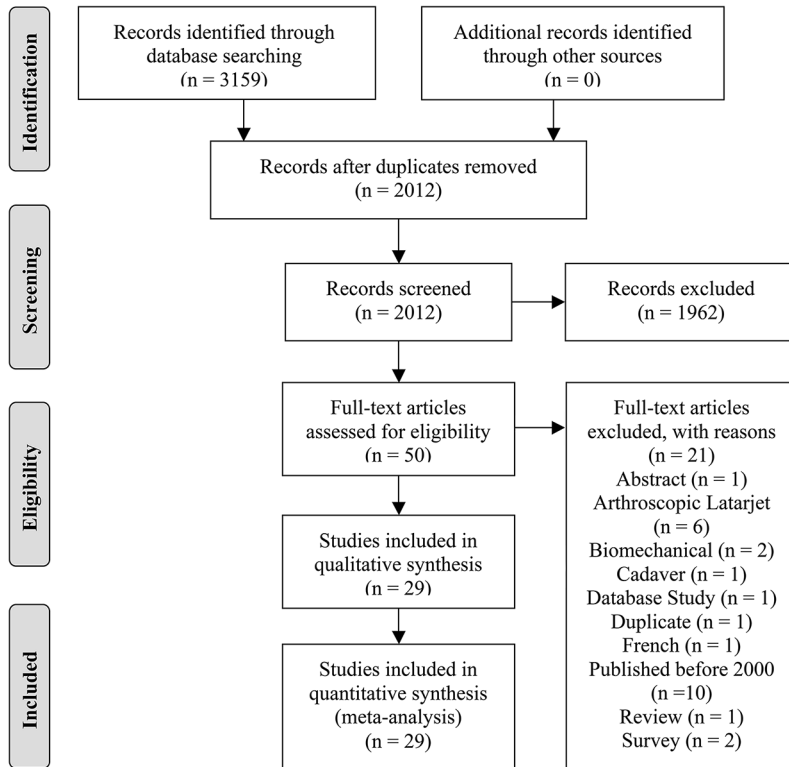 Identification
Records identified through
database searching
(n = 3159)
Additional records identified
through other sources
(n = 0)
Records after duplicates removed
(n = 2012)
Screening
Records screened
(n = 2012)
Records excluded
(n = 1962)
Eligibility
Full-text articles
assessed for eligibility
(n = 50)
Full-text articles
excluded, with reasons
(n = 21)
Abstract (n = 1)
Arthroscopic Latarjet
(n = 6)
Biomechanical (n = 2)
Cadaver (n = 1)
Database Study (n = 1)
Duplicate (n = 1)
French (n = 1)
Published before 2000
(n =10)
Review (n = 1)
Survey (n = 2)
Studies included in
qualitative synthesis
(n = 29)
Included
Studies included in
quantitative synthesis
(meta-analysis)
(n = 29)